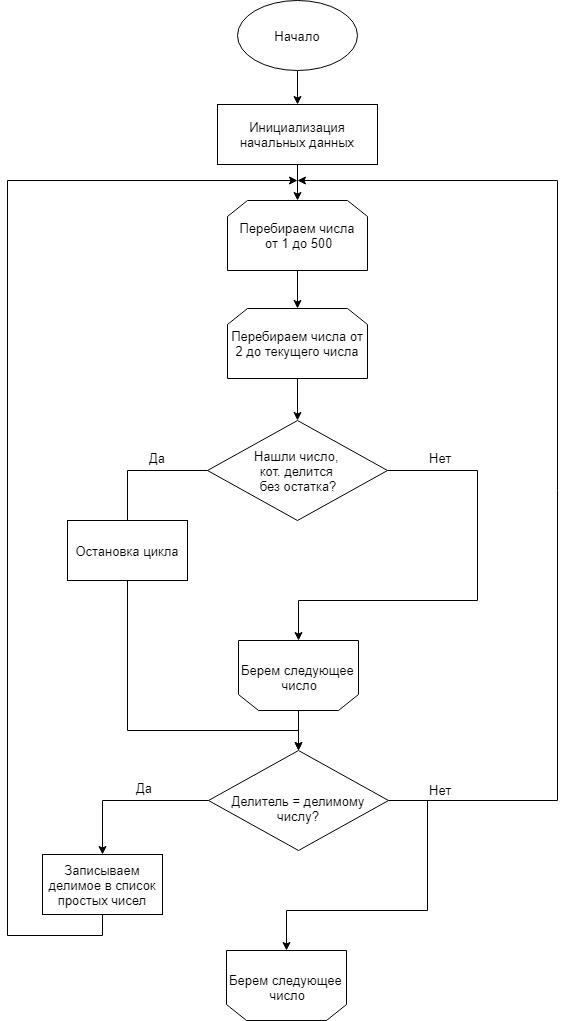 Начало
Инициализация
начальных данных
Перебираем числа
от 1 до 500
Перебираем числа от
2 до текущего числа
Нашли число,
кот. делится
без остатка?
Да
Нет
Остановка цикла
Берем следующее
число
Делитель = делимому
числу?
Да
Нет
Записываем
делимое в список
простых чисел
Берем следующее
число